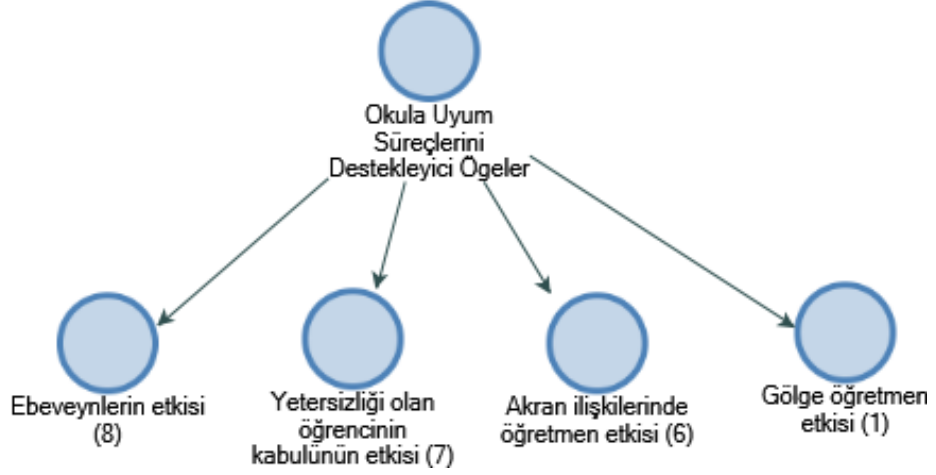 Okula Uyum
Süreçlerini
Destekleyici Ögeler
Ebeveynlerin etkisi
(8)
Yetersizliği olan
öğrencinin
kabulünün etkisi (7)
Akran ilişkilerinde
öğretmen etkisi (6)
Gölge öğretmen
etkisi (1)